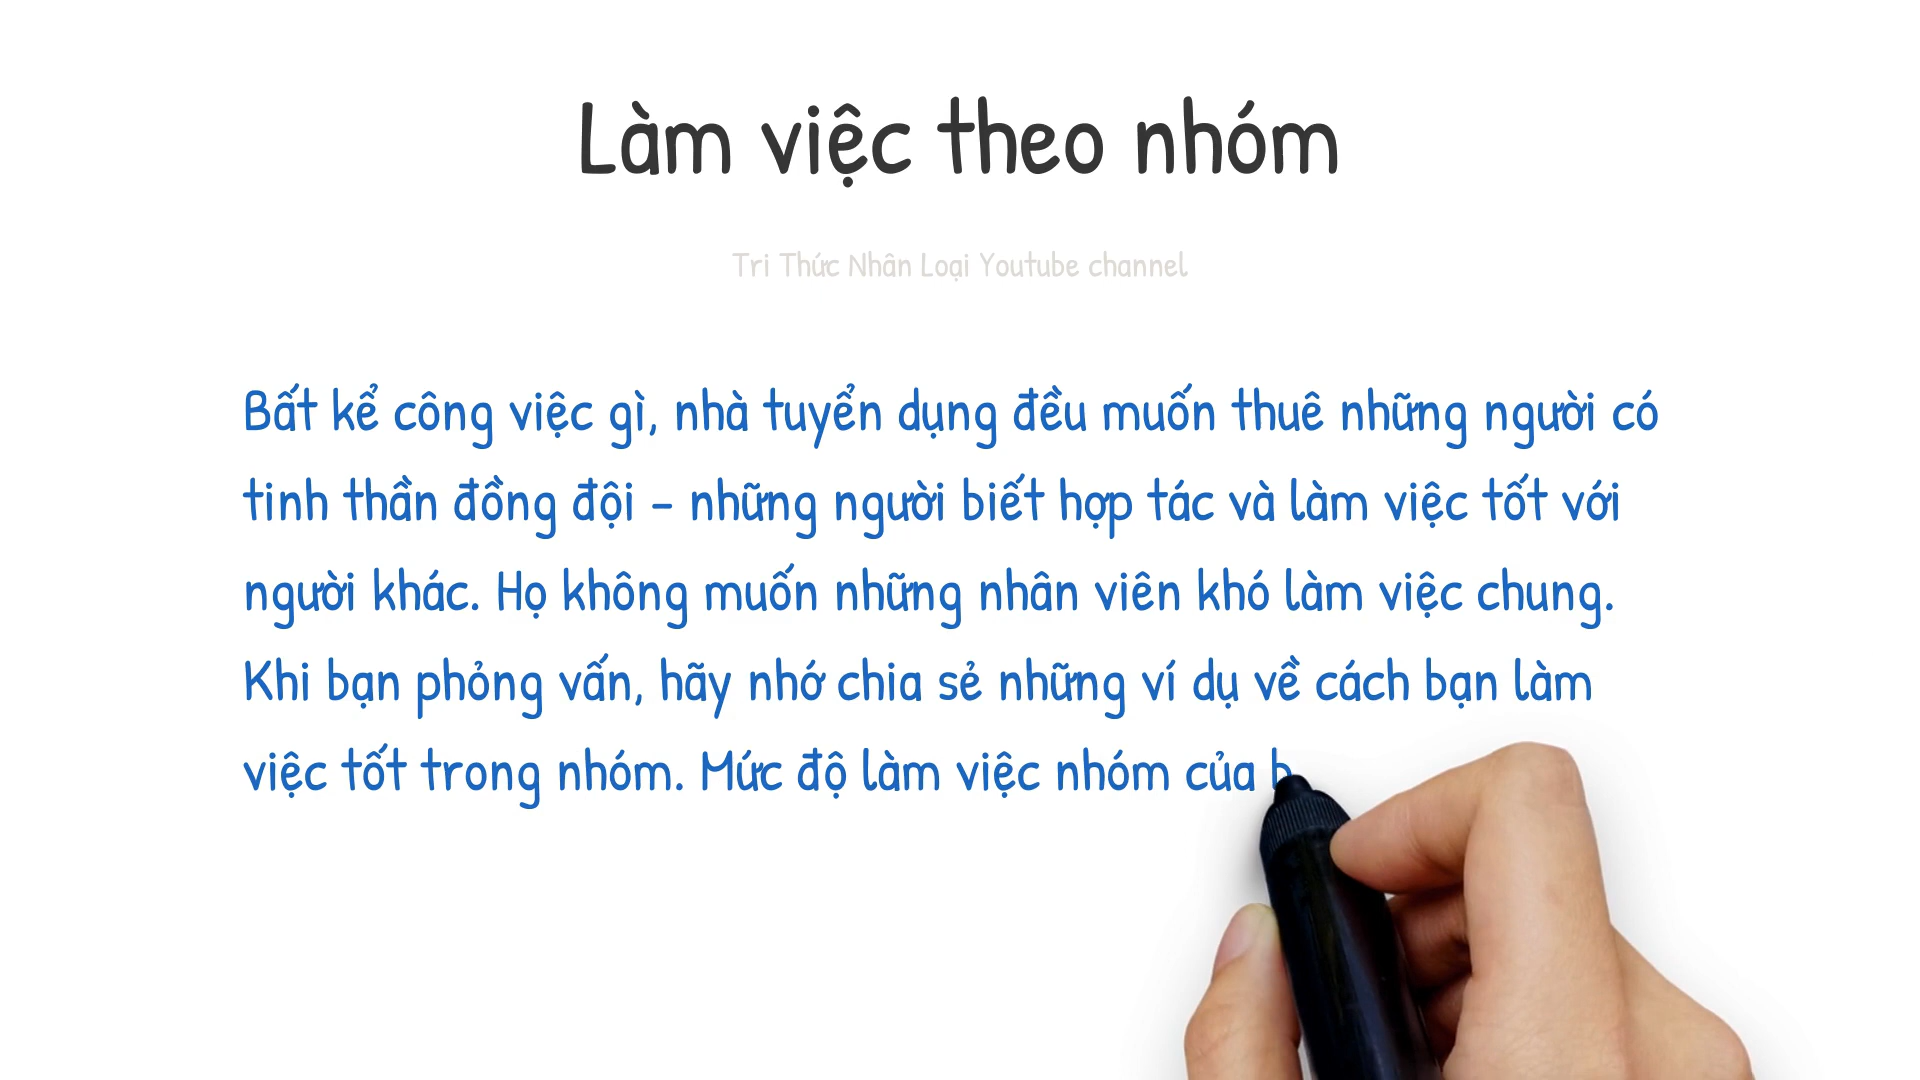 Làm việc theo nhóm
Tri Thức Nhân Loại Youtube channel
Bất kể công việc gì, nhà tuyển dụng đều muốn thuê những người có
tinh thần đồng đội – những người biết hợp tác và làm việc tốt với
người khác. Họ không muốn những nhân viên khó làm việc chung.
Khi bạn phỏng vấn, hãy nhớ chia sẻ những ví dụ về cách bạn làm
việc tốt trong nhóm. Mức độ làm việc nhóm của